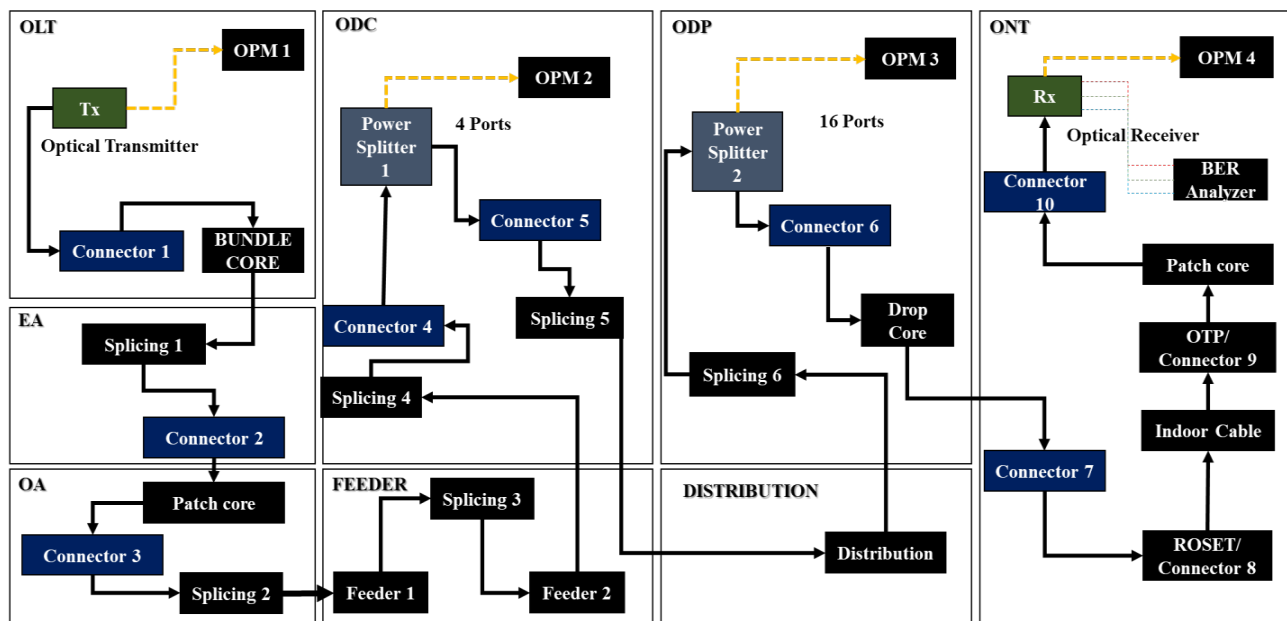 OLT
OPM 1
Tx
Optical Transmitter
Connector 1
BUNDLE
CORE
EA
Splicing 1
Connector 2
OA
Patch core
Connector 3
Splicing 2
ODC
OPM 2
Power
Splitter
1
4 Ports
Connector 5
Connector 4
Splicing 5
Splicing 4
FEEDER
Splicing 3
Feeder 1
Feeder 2
ODP
OPM 3
Power
Splitter
2
16 Ports
Connector 6
Drop
Core
Splicing 6
DISTRIBUTION
Distribution
ONT
OPM 4
Rx
Optical Receiver
BER
Analyzer
Connector
10
Patch core
OTP/
Connector 9
Indoor Cable
Connector 7
ROSET/
Connector 8